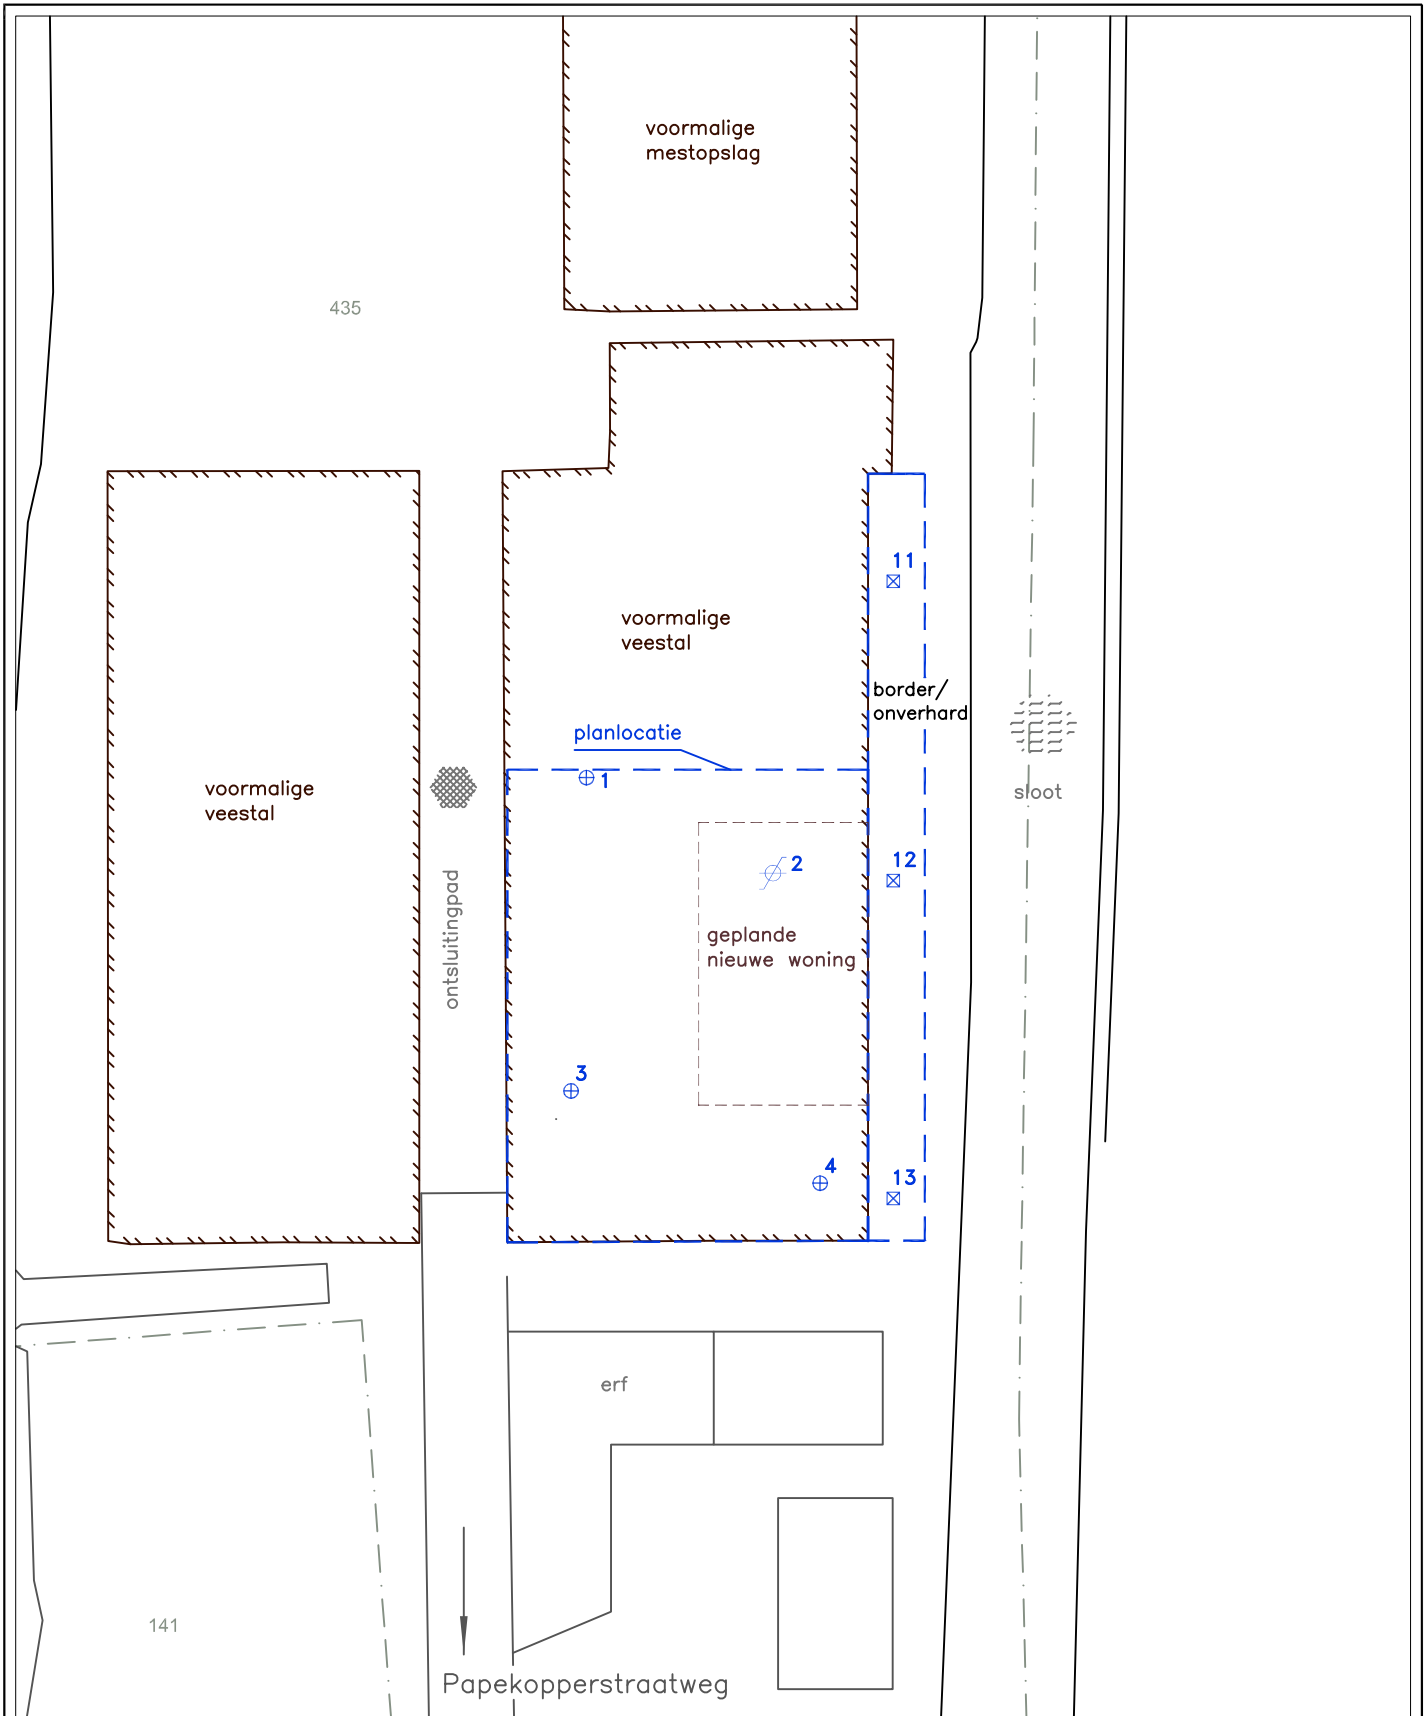 voormalige
mestopslag
435
11
voormalige
veestal
border/
onverhard
planlocatie
1
voormalige
veestal
sloot
2
12
ontsluitingpad
geplande
nieuwe woning
3
4
13
erf
141
Papekopperstraatweg